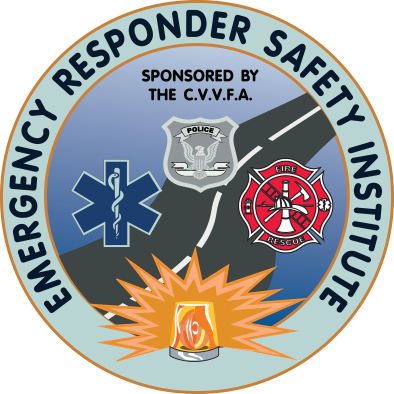 EMERGENCY RESPONDER SAFETY INSTITUTE
SPONSORED BY
THE C.V.V.F.A.
POLICE
FIRE
RESCUE